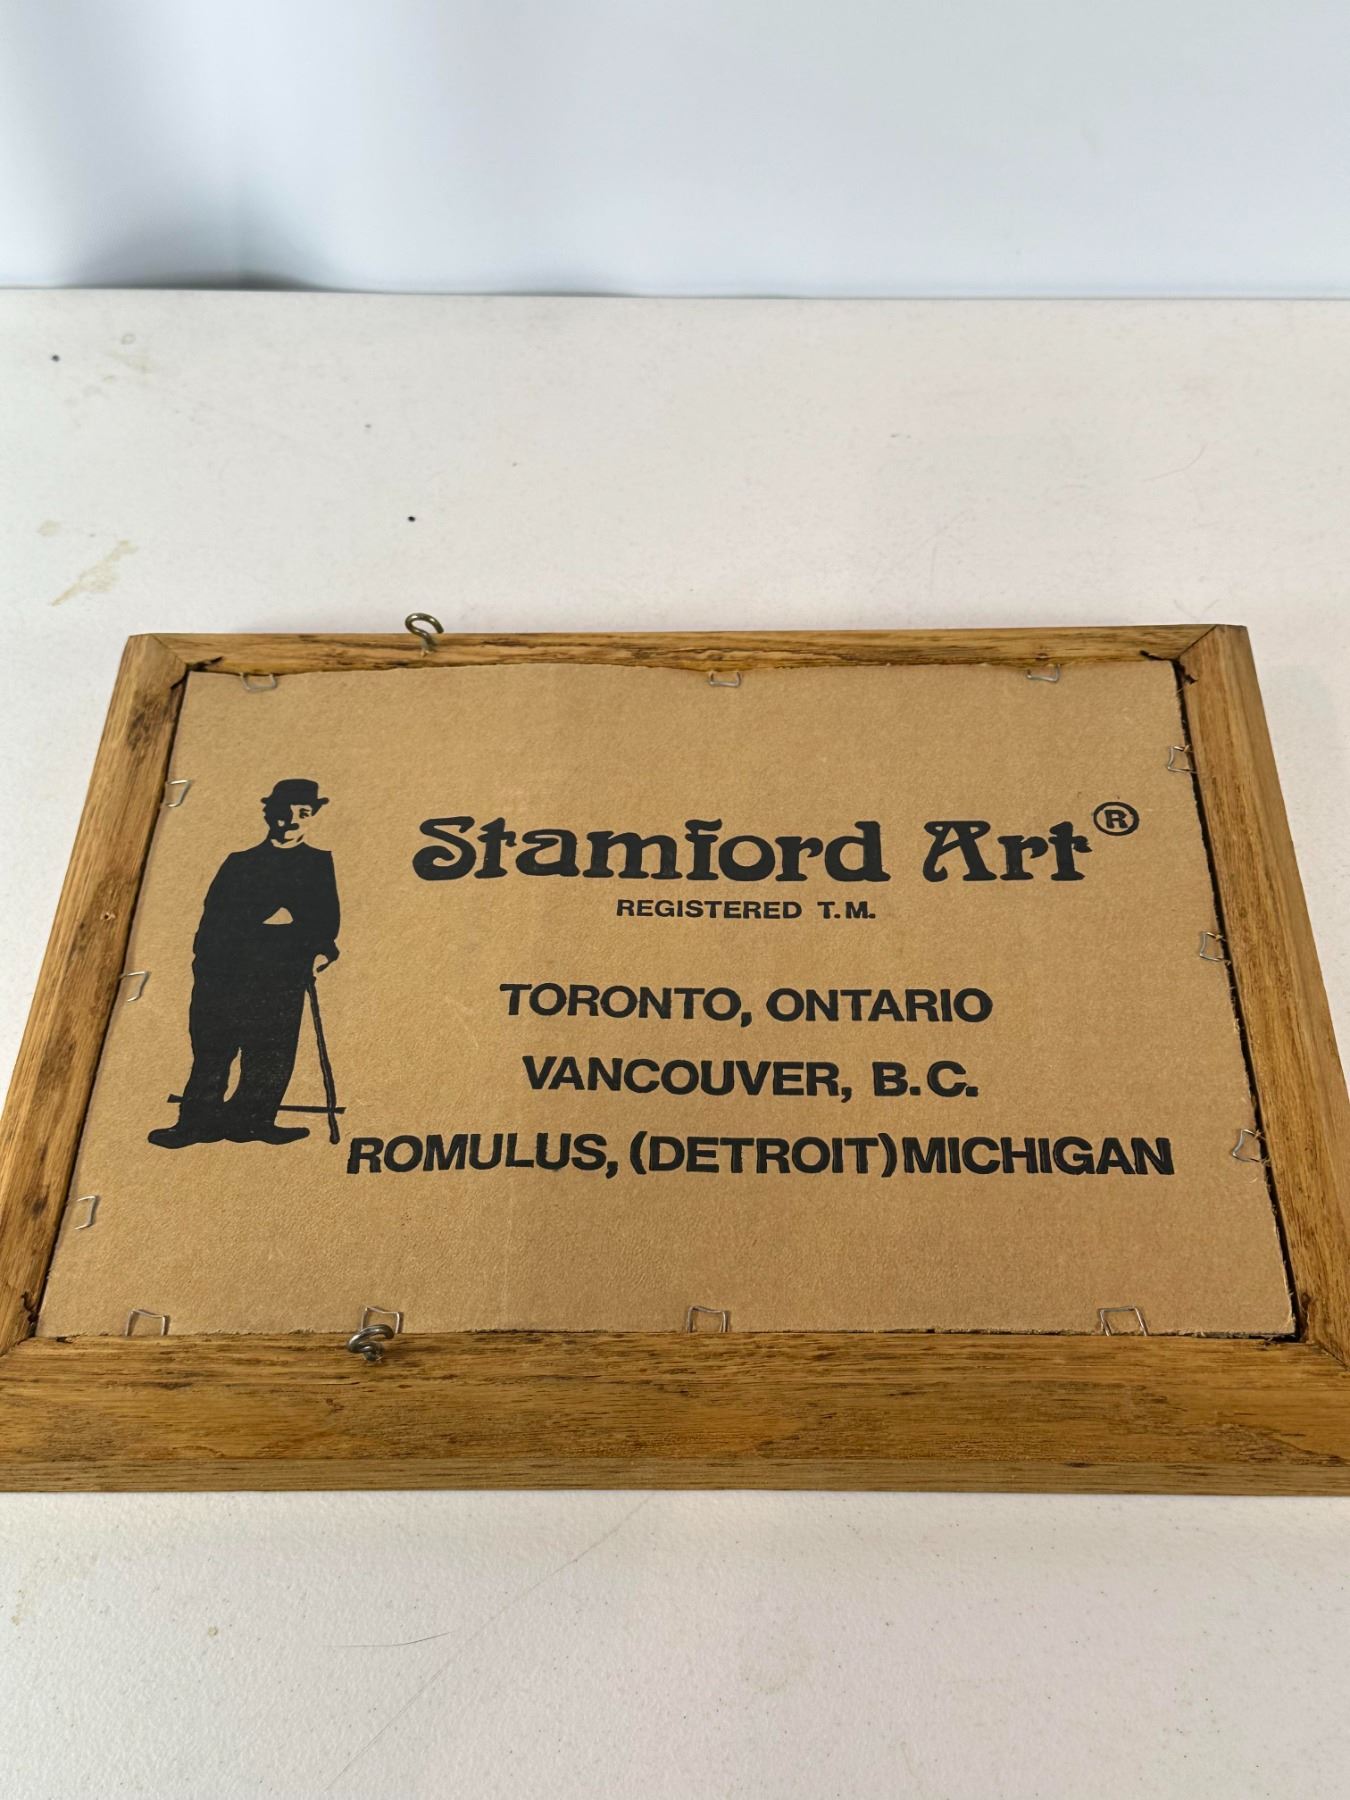 Stamford Art®
REGISTERED T.M.
TORONTO, ONTARIO
VANCOUVER, B.C.
ROMULUS, (DETROIT) MICHIGAN